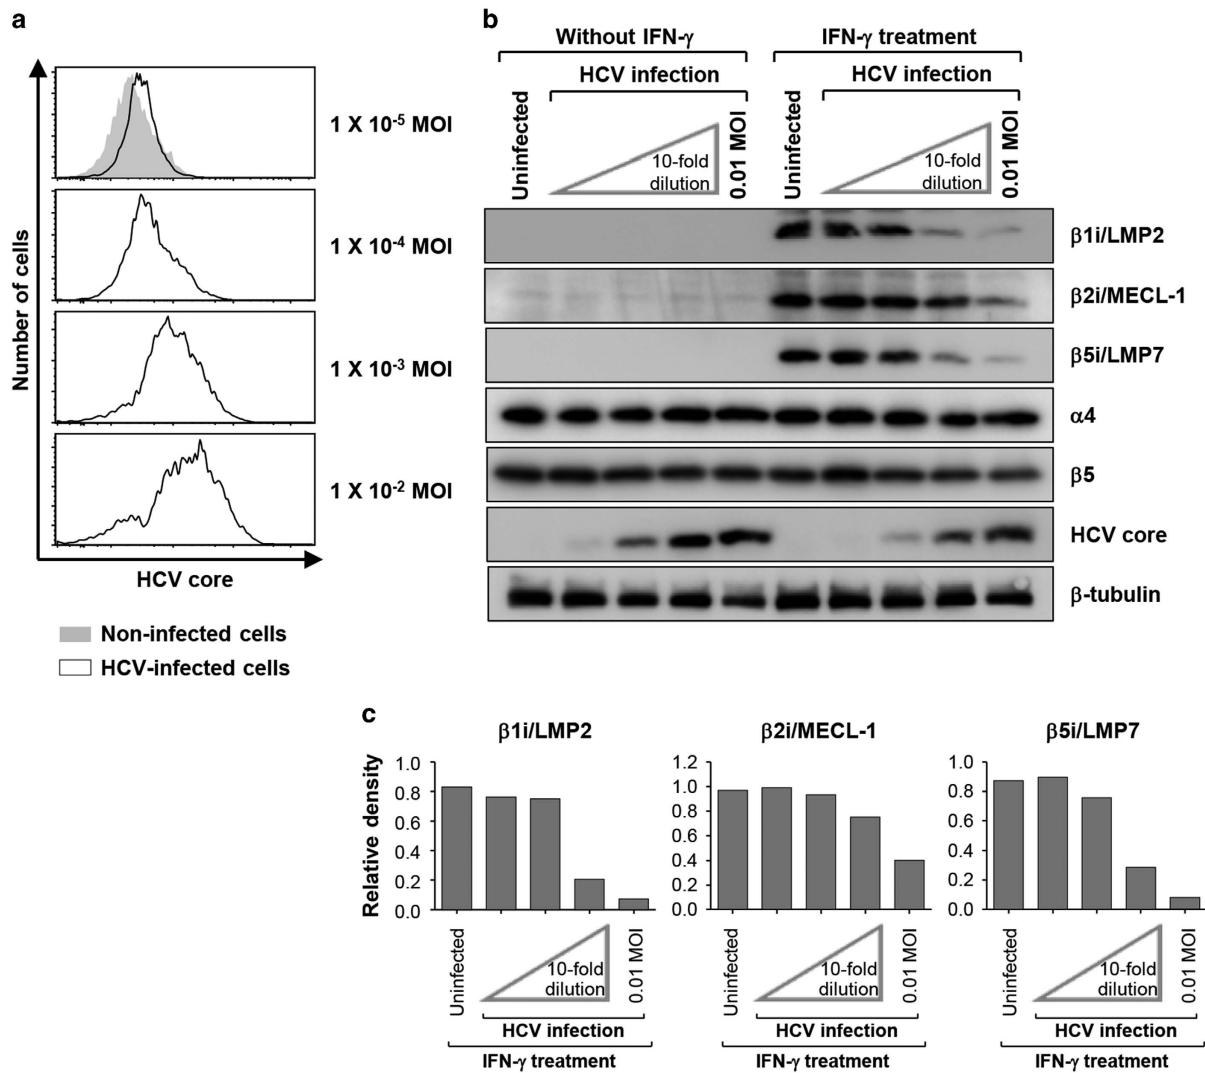 a
Number of cells
1 X 10-5 MOI
1 X 10-4 MOI
1 X 10-3 MOI
1 X 10-2 MOI
HCV core
Non-infected cells
HCV-infected cells
b
Without IFN-γ
IFN-γ treatment
HCV infection
HCV infection
Uninfected
10-fold
dilution
0.01 MOI
Uninfected
10-fold
dilution
0.01 MOI
β1i/LMP2
β2i/MECL-1
β5i/LMP7
α4
β5
HCV core
β-tubulin
c
Relative density
β1i/LMP2
1.0
0.8
0.6
0.4
0.2
0.0
Uninfected
10-fold
dilution
0.01 MOI
HCV infection
IFN-γ treatment
β2i/MECL-1
1.2
1.0
0.8
0.6
0.4
0.2
0.0
Uninfected
10-fold
dilution
0.01 MOI
HCV infection
IFN-γ treatment
β5i/LMP7
1.0
0.8
0.6
0.4
0.2
0.0
Uninfected
10-fold
dilution
0.01 MOI
HCV infection
IFN-γ treatment